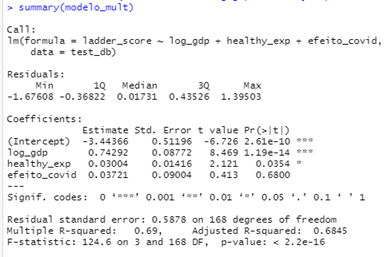 > summary(modelo_mult)
Call:
lm(formula = ladder_score ~ log_gdp + healthy_exp + efeito_covid,
data = test_db)
Residuals:
Min 1Q Median 3Q Max
-1.67608 -0.36822 0.01731 0.43526 1.39503
Coefficients:
Estimate Std. Error t value Pr(>|t|)
(Intercept) -3.44366 0.51196 -6.726 2.61e-10 ***
log_gdp 0.74292 0.08772 8.469 1.19e-14 ***
healthy_exp 0.03004 0.01416 2.121 0.0354 *
efeito_covid 0.03721 0.09004 0.413 0.6800
---
Signif. codes: 0 ‘***’ 0.001 ‘**’ 0.01 ‘*’ 0.05 ‘.’ 0.1 ‘ ’ 1
Residual standard error: 0.5878 on 168 degrees of freedom
Multiple R-squared: 0.69, Adjusted R-squared: 0.6845
F-statistic: 124.6 on 3 and 168 DF, p-value: < 2.2e-16